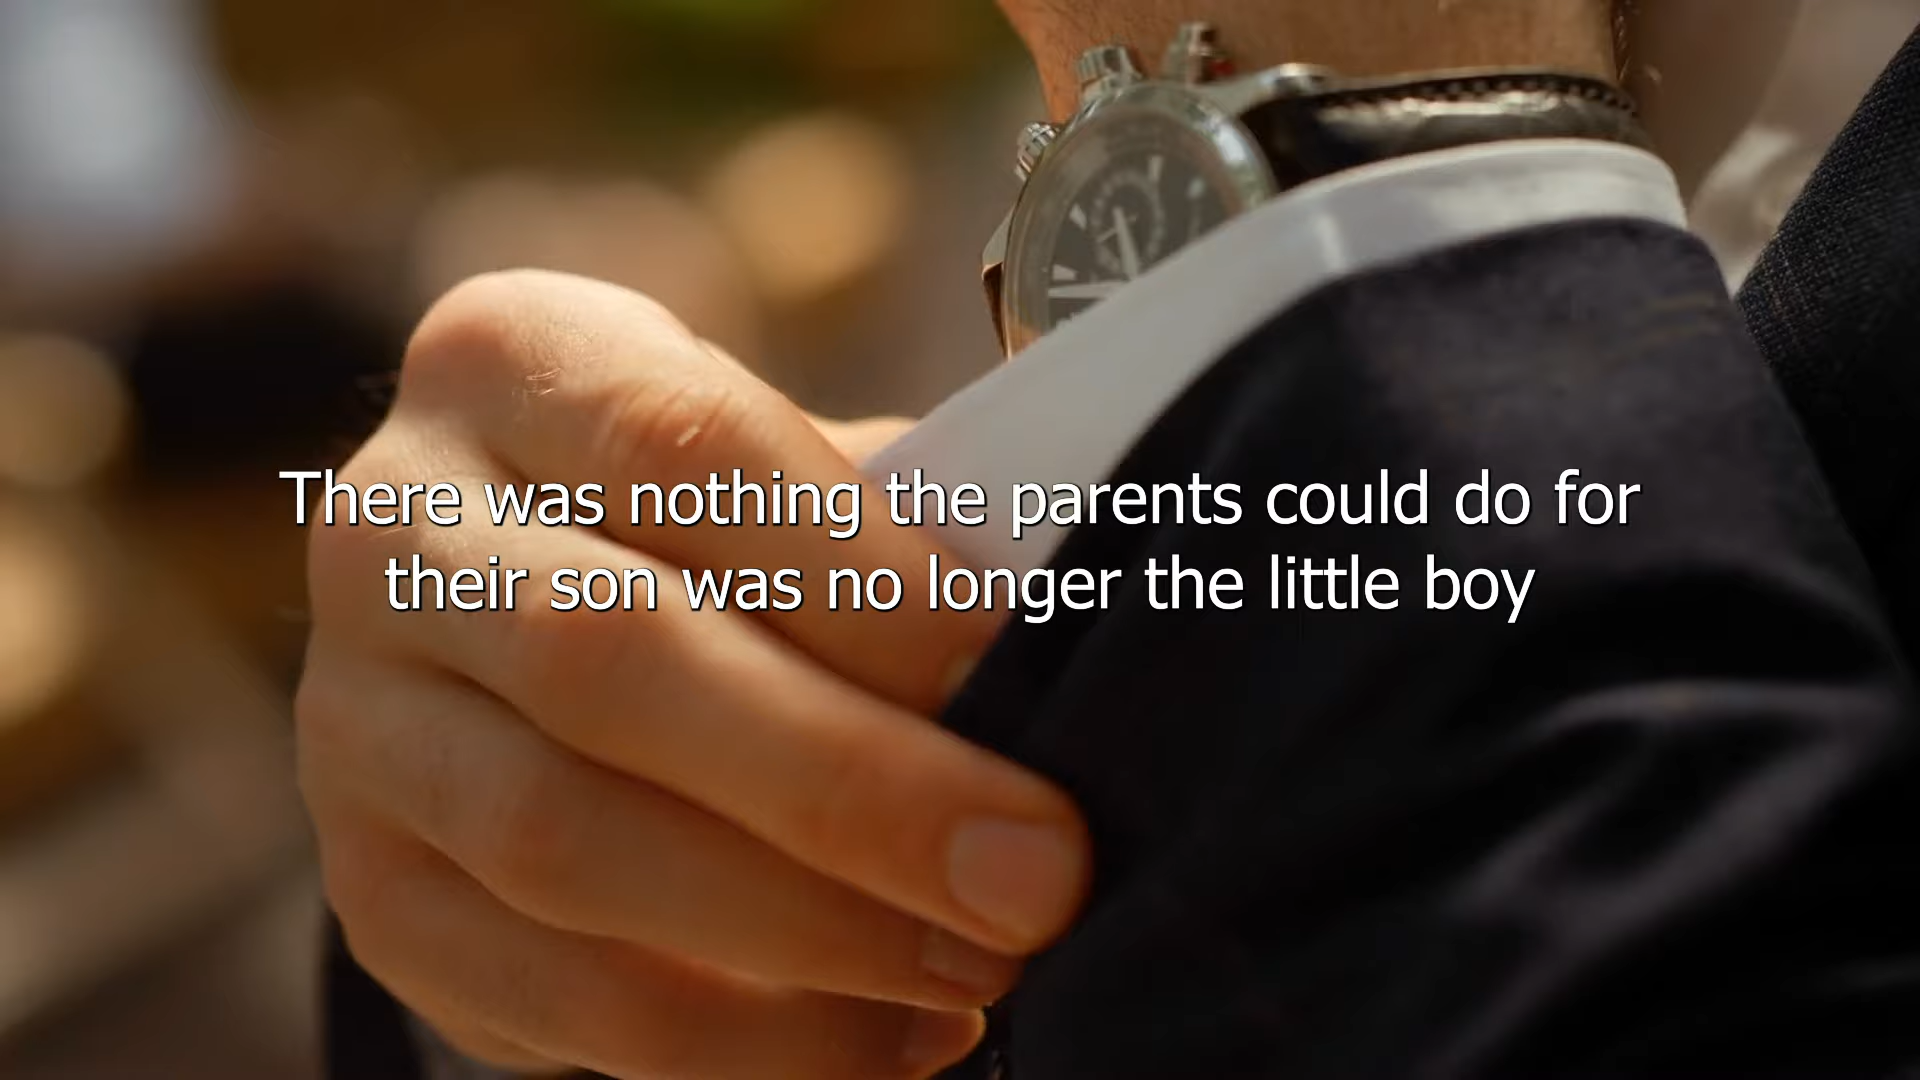 There was nothing the parents could do for
their son was no longer the little boy